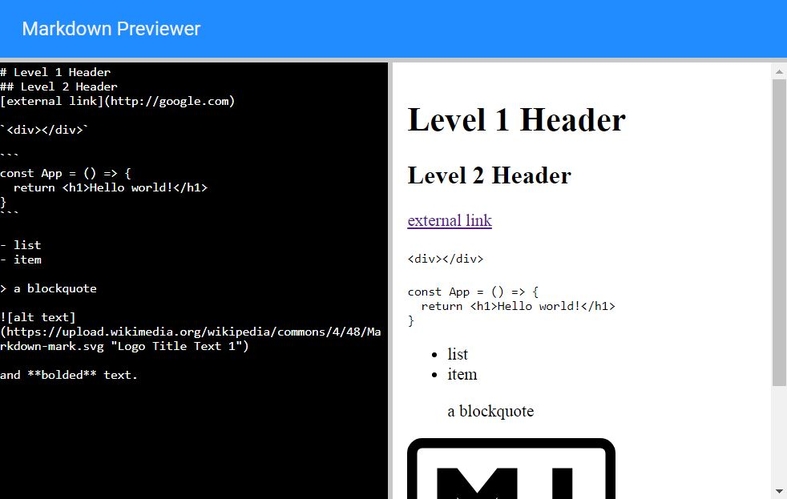 Markdown Previewer
# Level 1 Header
## Level 2 Header
[external link](http://google.com)
`<div></div>`
```
const App = () => {
  return <h1>Hello world!</h1>
}
```
- list
- item
> a blockquote
![alt text]
(https://upload.wikimedia.org/wikipedia/commons/4/48/Ma
rkdown-mark.svg "Logo Title Text 1")
and **bolded** text.
Level 1 Header
Level 2 Header
external link
<div></div>
const App = () => {
  return <h1>Hello world!</h1>
}
• list
• item
a blockquote